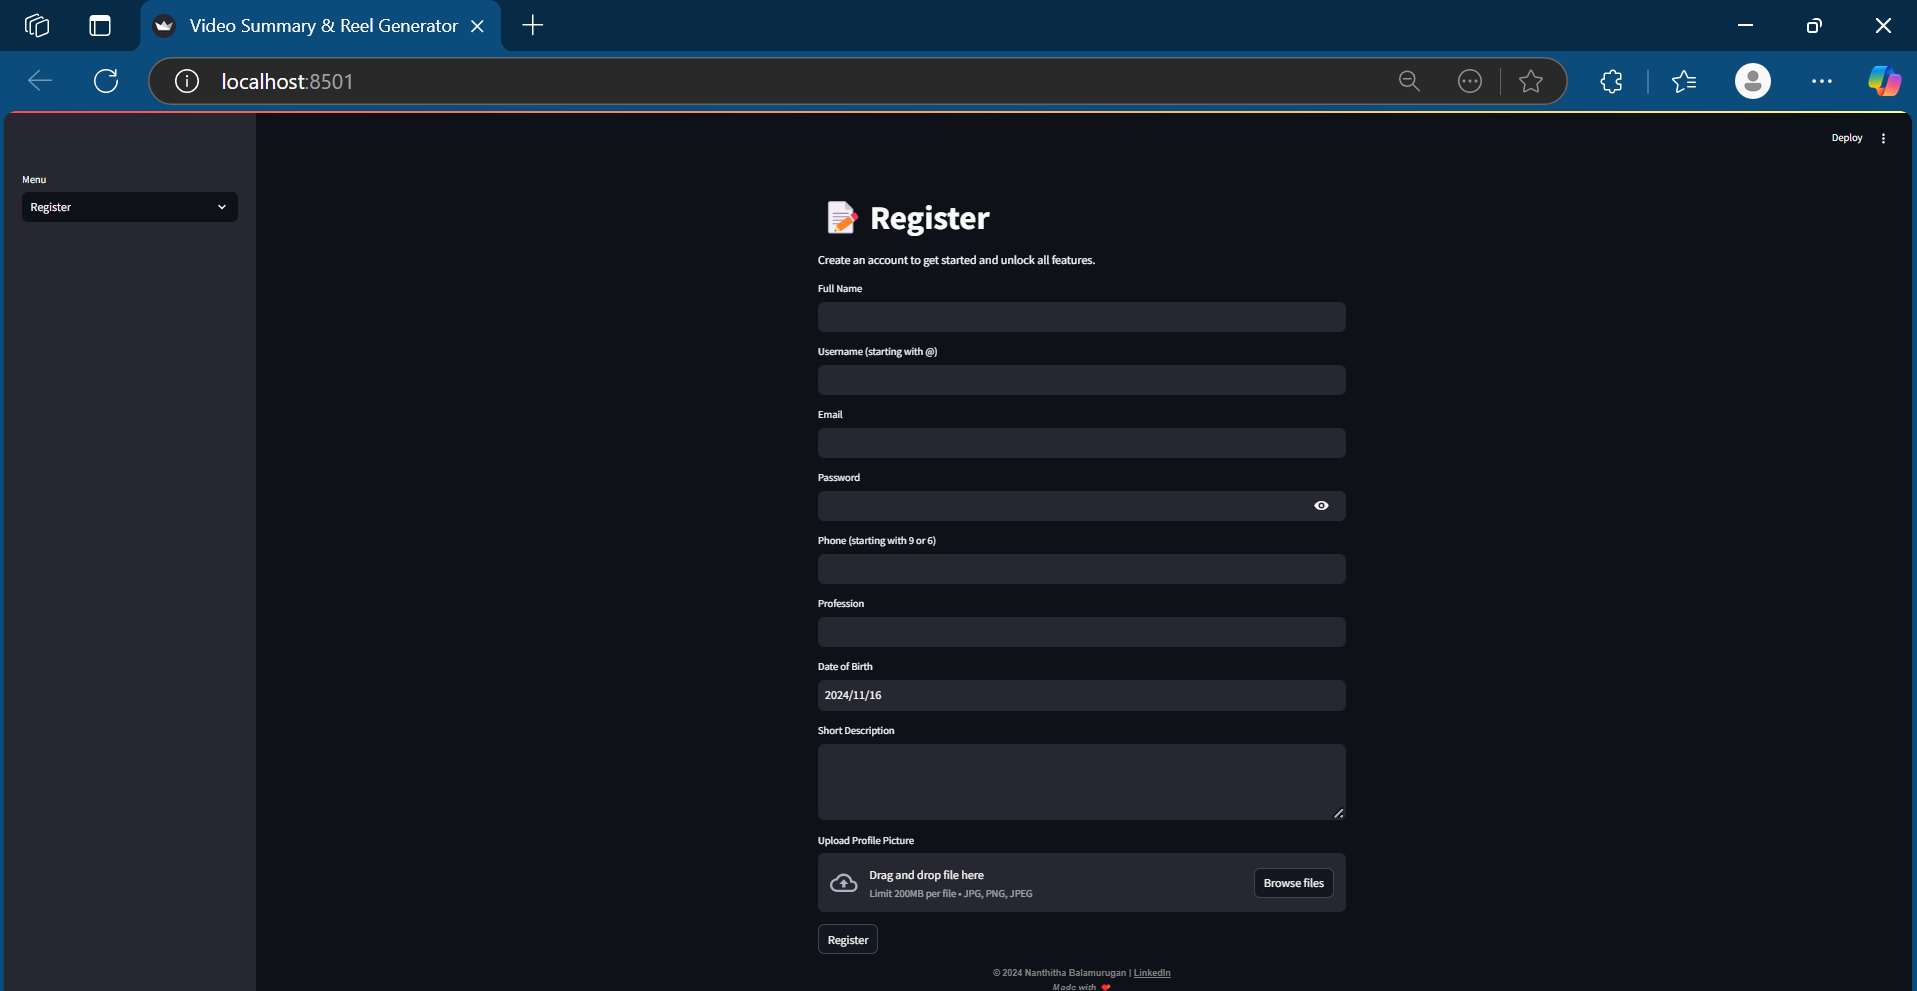 Video Summary & Reel Generator
localhost:8501
Deploy
Menu
Register
Register
Create an account to get started and unlock all features.
Full Name
Username (starting with @)
Email
Password
Phone (starting with 9 or 6)
Profession
Date of Birth
2024/11/16
Short Description
Upload Profile Picture
Drag and drop file here
Limit 200MB per file • JPG, PNG, JPEG
Browse files
Register
© 2024 Nanthitha Balamurugan | LinkedIn
Made with ❤